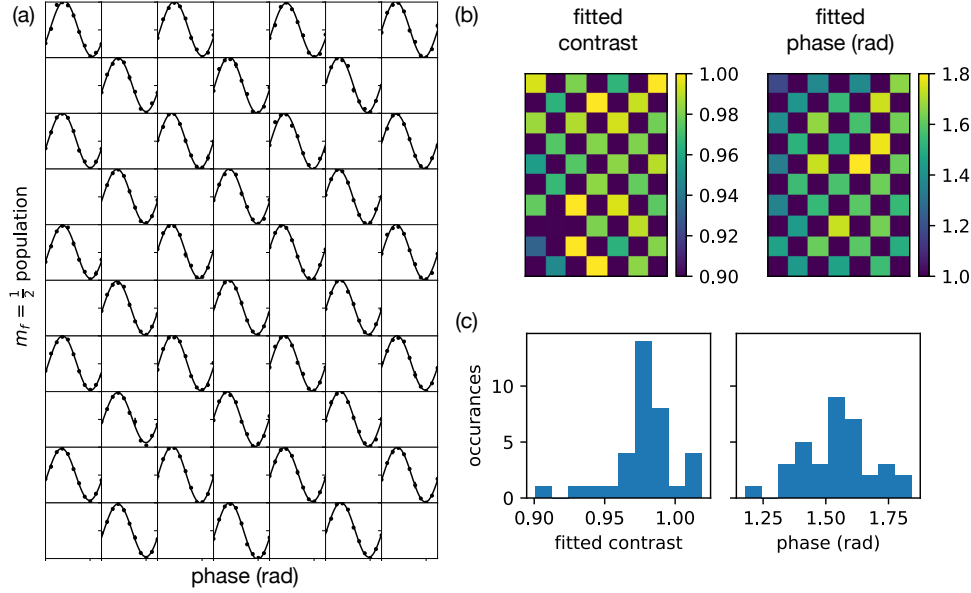 (a)
m_f = 1/2 population
phase (rad)
(b)
fitted
contrast
fitted
phase (rad)
1.00
0.98
0.96
0.94
0.92
0.90
1.8
1.6
1.4
1.2
1.0
(c)
occurances
10
5
0
0.90
0.95
1.00
fitted contrast
1.25
1.50
1.75
phase (rad)